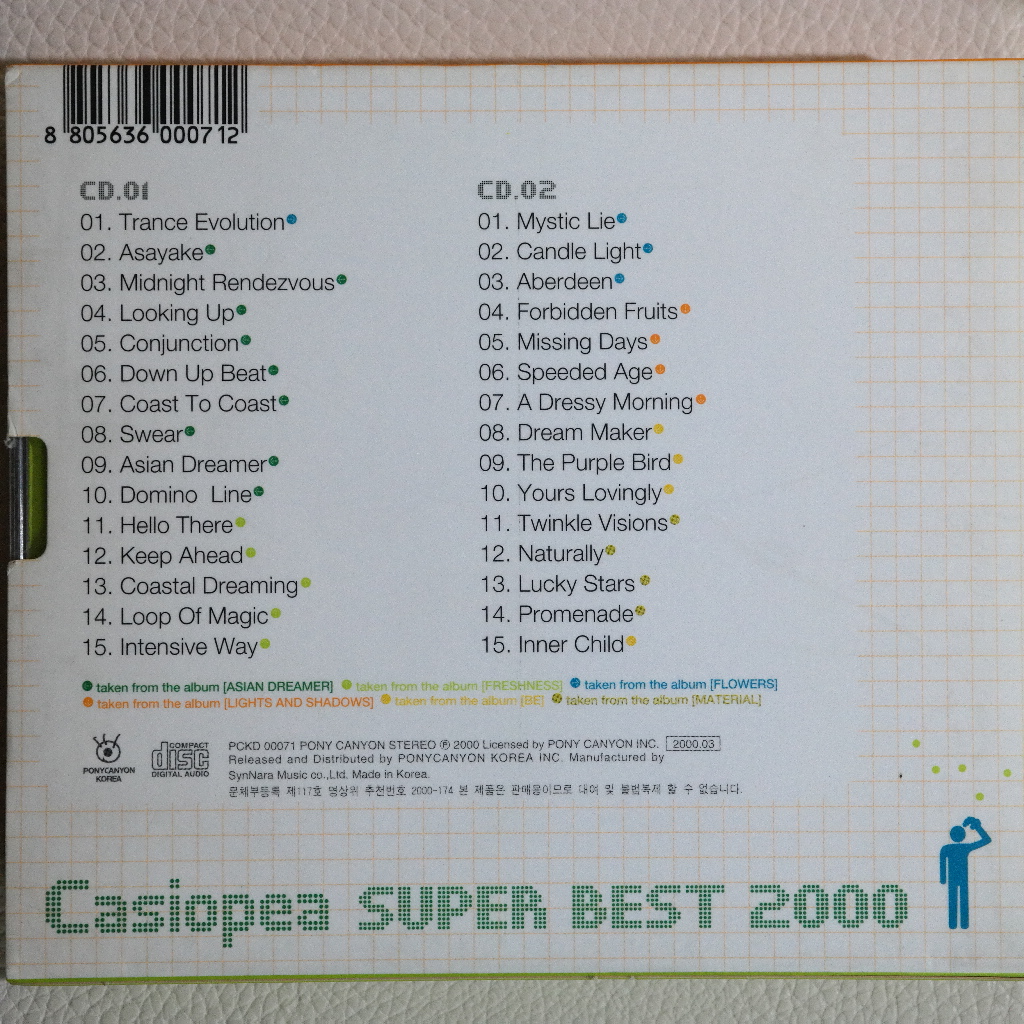 8 805636 000712
CD.01
01. Trance Evolution
02. Asayake
03. Midnight Rendezvous
04. Looking Up
05. Conjunction
06. Down Up Beat
07. Coast To Coast
08. Swear
09. Asian Dreamer
10. Domino Line
11. Hello There
12. Keep Ahead
13. Coastal Dreaming
14. Loop Of Magic
15. Intensive Way
CD.02
01. Mystic Lie
02. Candle Light
03. Aberdeen
04. Forbidden Fruits
05. Missing Days
06. Speeded Age
07. A Dressy Morning
08. Dream Maker
09. The Purple Bird
10. Yours Lovingly
11. Twinkle Visions
12. Naturally
13. Lucky Stars
14. Promenade
15. Inner Child
taken from the album [ASIAN DREAMER] taken from the album [FRESHNESS] taken from the album [FLOWERS]
taken from the album [LIGHTS AND SHADOWS] taken from the album [BE] taken from the album [MATERIAL]
PONYCANYON
KOREA
COMPACT
disc
DIGITAL AUDIO
PCKD 00071 PONY CANYON STEREO ℗ 2000 Licensed by PONY CANYON INC. 2000.03
Released and Distributed by PONYCANYON KOREA INC. Manufactured by
SynNara Music co.,Ltd. Made in Korea.
문체부등록 제117호 영상위 추천번호 2000-174 본 제품은 판매용이므로 대여 및 불법복제 할 수 없습니다.
Casiopea SUPER BEST 2000